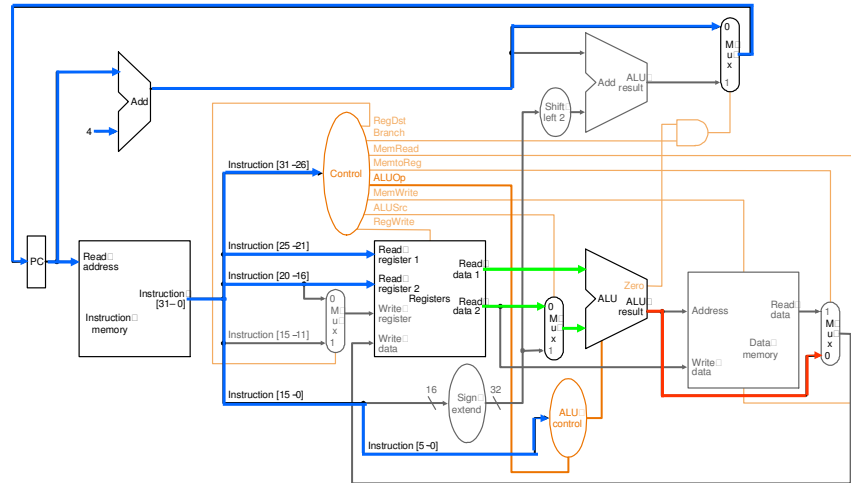 0
M
u
x
1
Add
4
Add
ALU
result
Shift
left 2
RegDst
Branch
MemRead
MemtoReg
ALUOp
MemWrite
ALUSrc
RegWrite
Control
Instruction [31–26]
Instruction [25–21]
Instruction [20–16]
Instruction [15–11]
Instruction [15–0]
Instruction [5–0]
PC
Read
address
Instruction
[31–0]
Instruction
memory
0
M
u
x
1
Read
register 1
Read
register 2
Write
register
Write
data
Registers
Read
data 1
Read
data 2
0
M
u
x
1
Zero
ALU
ALU
result
Address
Read
data
Data
memory
Write
data
1
M
u
x
0
16
Sign
extend
32
ALU
control